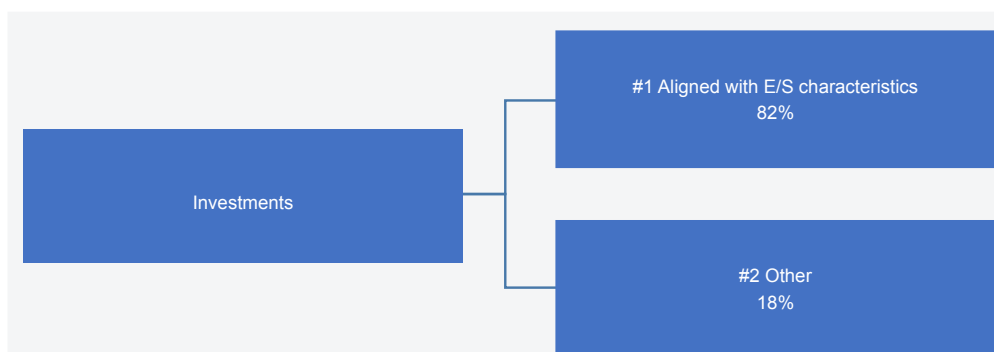 #1 Aligned with E/S characteristics
82%
Investments
#2 Other
18%